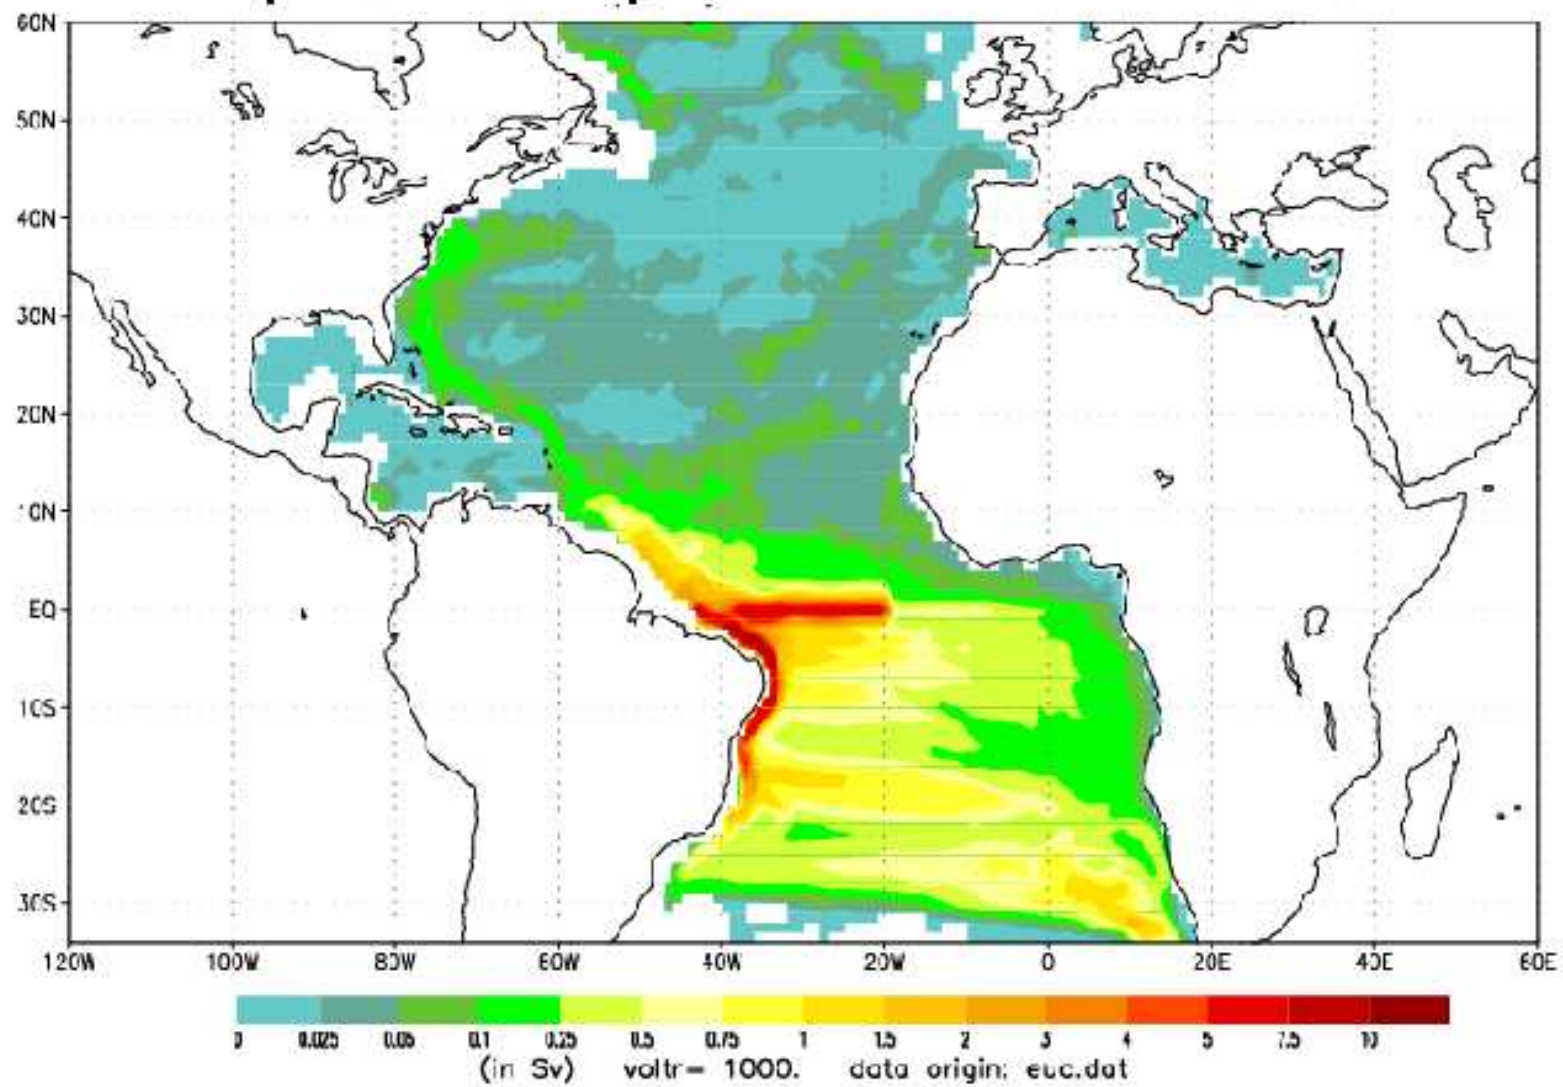 60N
50N
40N
30N
20N
10N
EQ
10S
20S
30S
120W 100W 80W 60W 40W 20W 0 20E 40E 60E
0 0.025 0.05 0.1 0.25 0.5 0.75 1 1.5 2 3 4 5 7.5 10
(in Sv) voltr= 1000. data origin: euc.dat